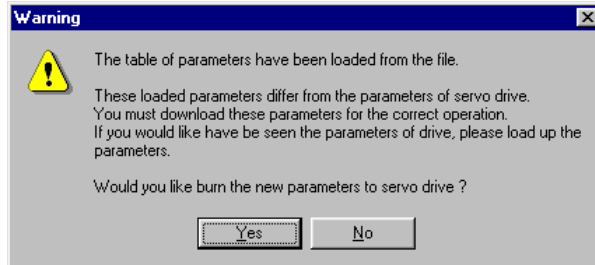 Warning
The table of parameters have been loaded from the file.
These loaded parameters differ from the parameters of servo drive.
You must download these parameters for the correct operation.
If you would like have be seen the parameters of drive, please load up the
parameters.
Would you like burn the new parameters to servo drive ?
Yes
No